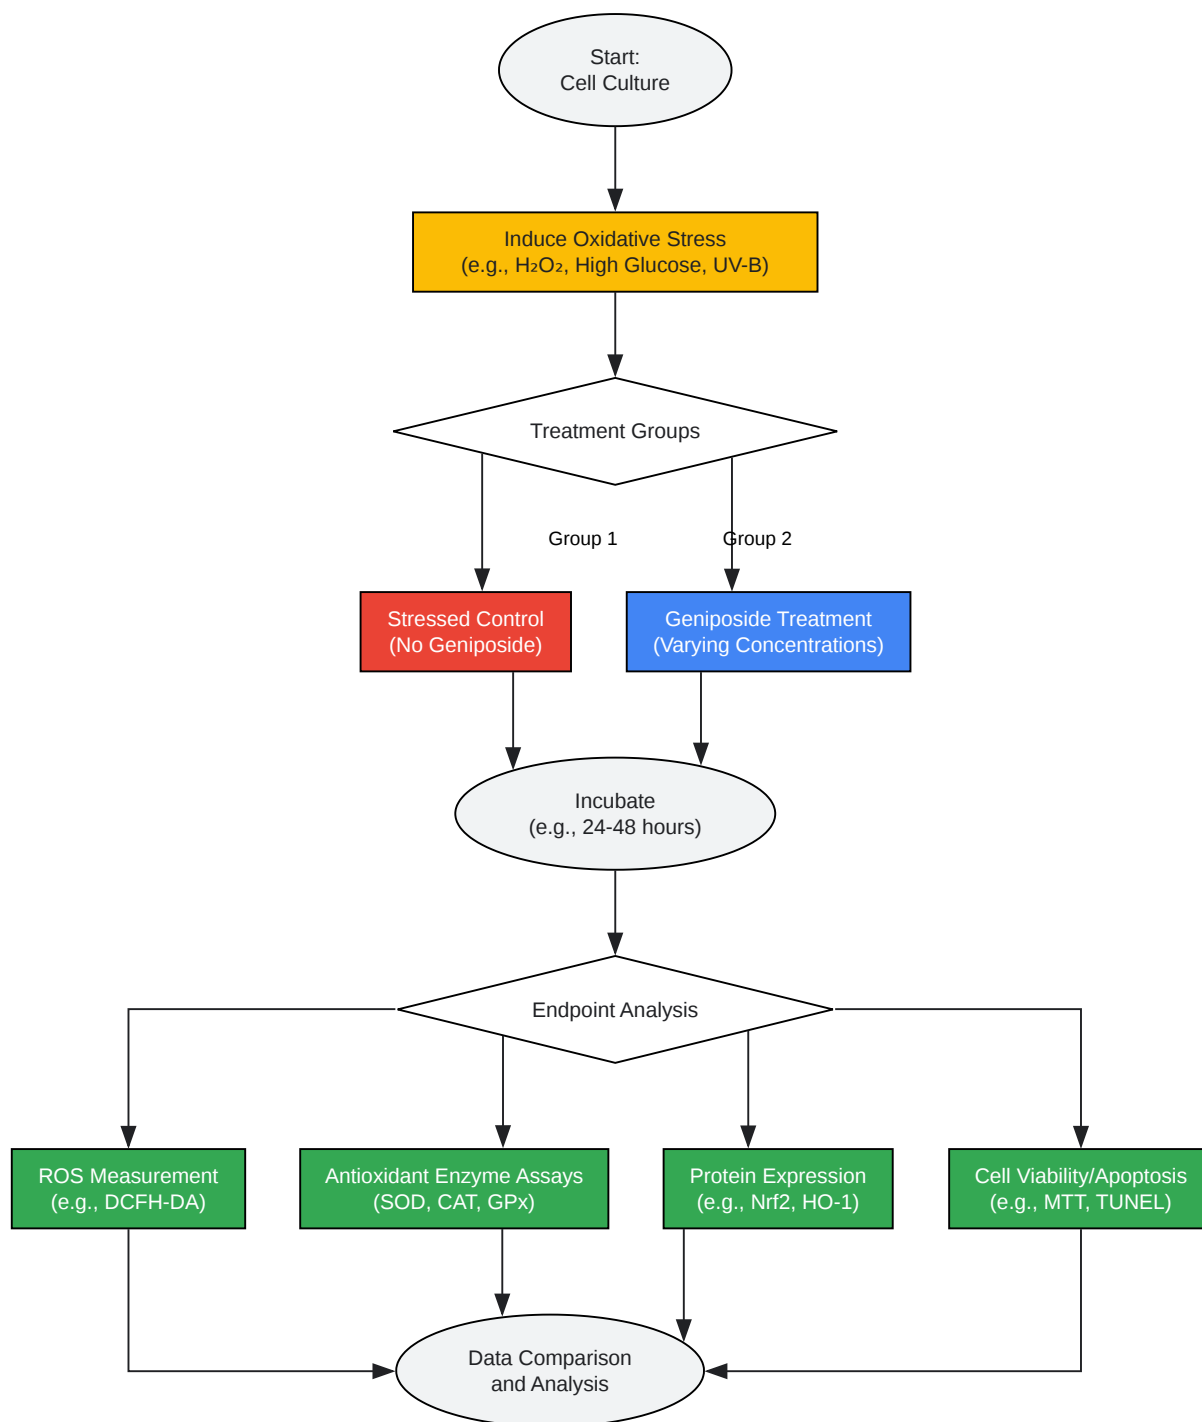 Start:
Cell Culture
Induce Oxidative Stress
(e.g., H₂O₂, High Glucose, UV-B)
Treatment Groups
Group 1
Group 2
Stressed Control
(No Geniposide)
Geniposide Treatment
(Varying Concentrations)
Incubate
(e.g., 24-48 hours)
Endpoint Analysis
ROS Measurement
(e.g., DCFH-DA)
Antioxidant Enzyme Assays
(SOD, CAT, GPx)
Protein Expression
(e.g., Nrf2, HO-1)
Cell Viability/Apoptosis
(e.g., MTT, TUNEL)
Data Comparison
and Analysis